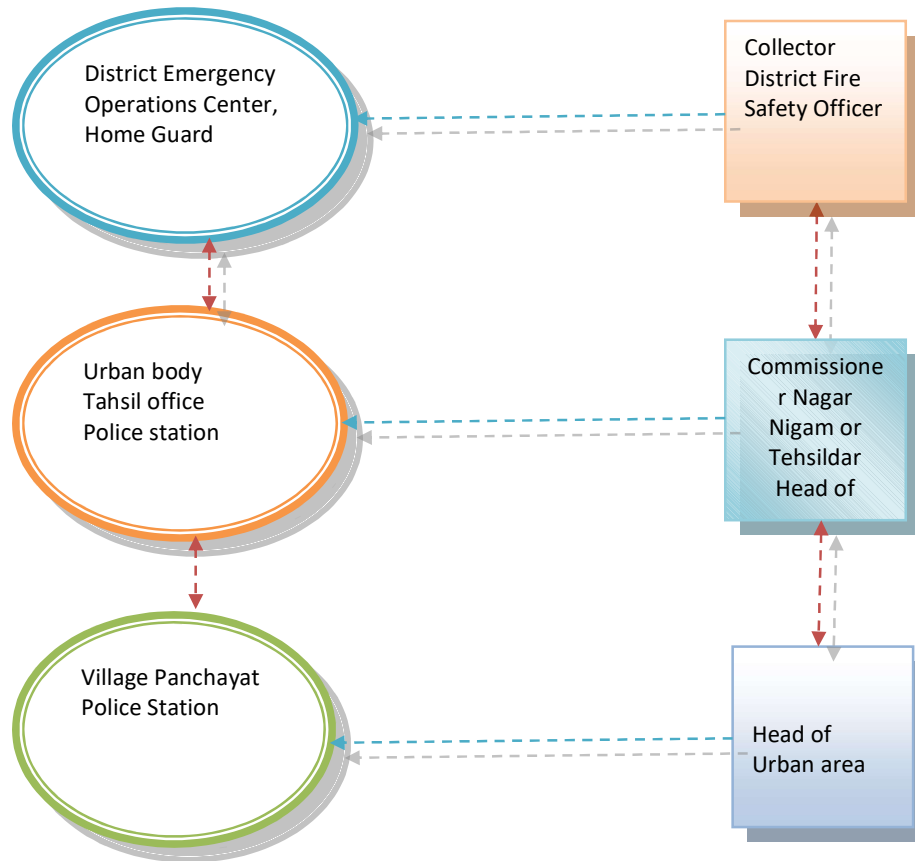 District Emergency
Operations Center,
Home Guard
Collector
District Fire
Safety Officer
Urban body
Tahsil office
Police station
Commissione
r Nagar
Nigam or
Tehsildar
Head of
Village Panchayat
Police Station
Head of
Urban area